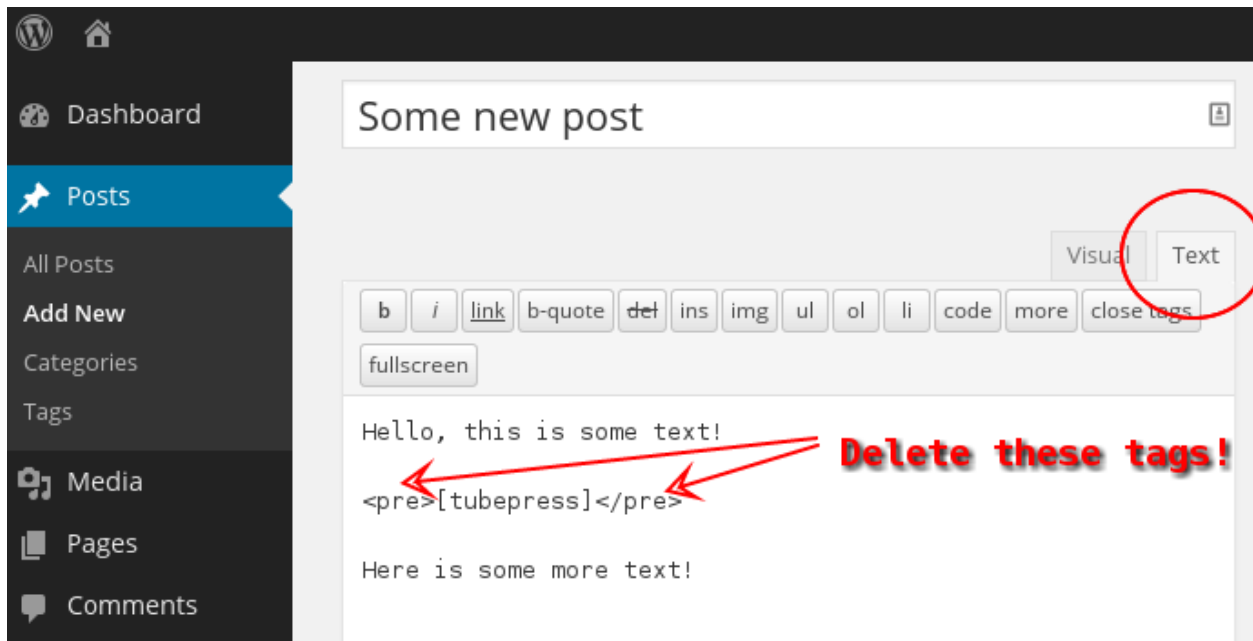 Dashboard
Some new post
Posts
All Posts
Visual Text
Add New
b i link b-quote del ins img ul ol li code more close tags
Categories
fullscreen
Tags
Hello, this is some text!
Delete these tags!
Media
<pre>[tubepress]</pre>
Pages
Here is some more text!
Comments